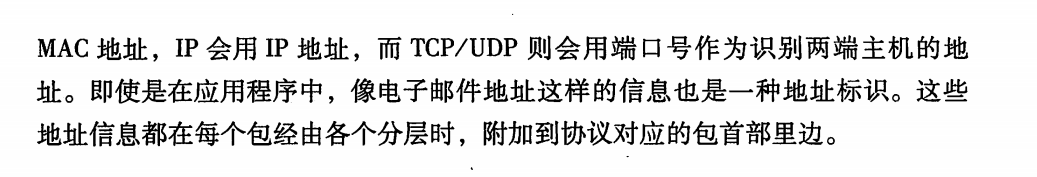 MAC 地址，IP 会用 IP 地址，而 TCP/UDP 则会用端口号作为识别两端主机的地
址。即使是在应用程序中，像电子邮件地址这样的信息也是一种地址标识。这些
地址信息都在每个包经由各个分层时，附加到协议对应的包首部里边。